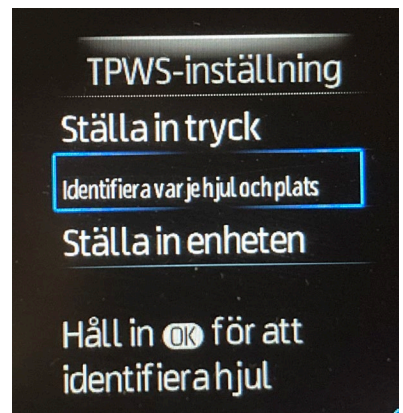 TPWS-inställning
Ställa in tryck
Identifiera varje hjul och plats
Ställa in enheten
Håll in OK för att
identifiera hjul